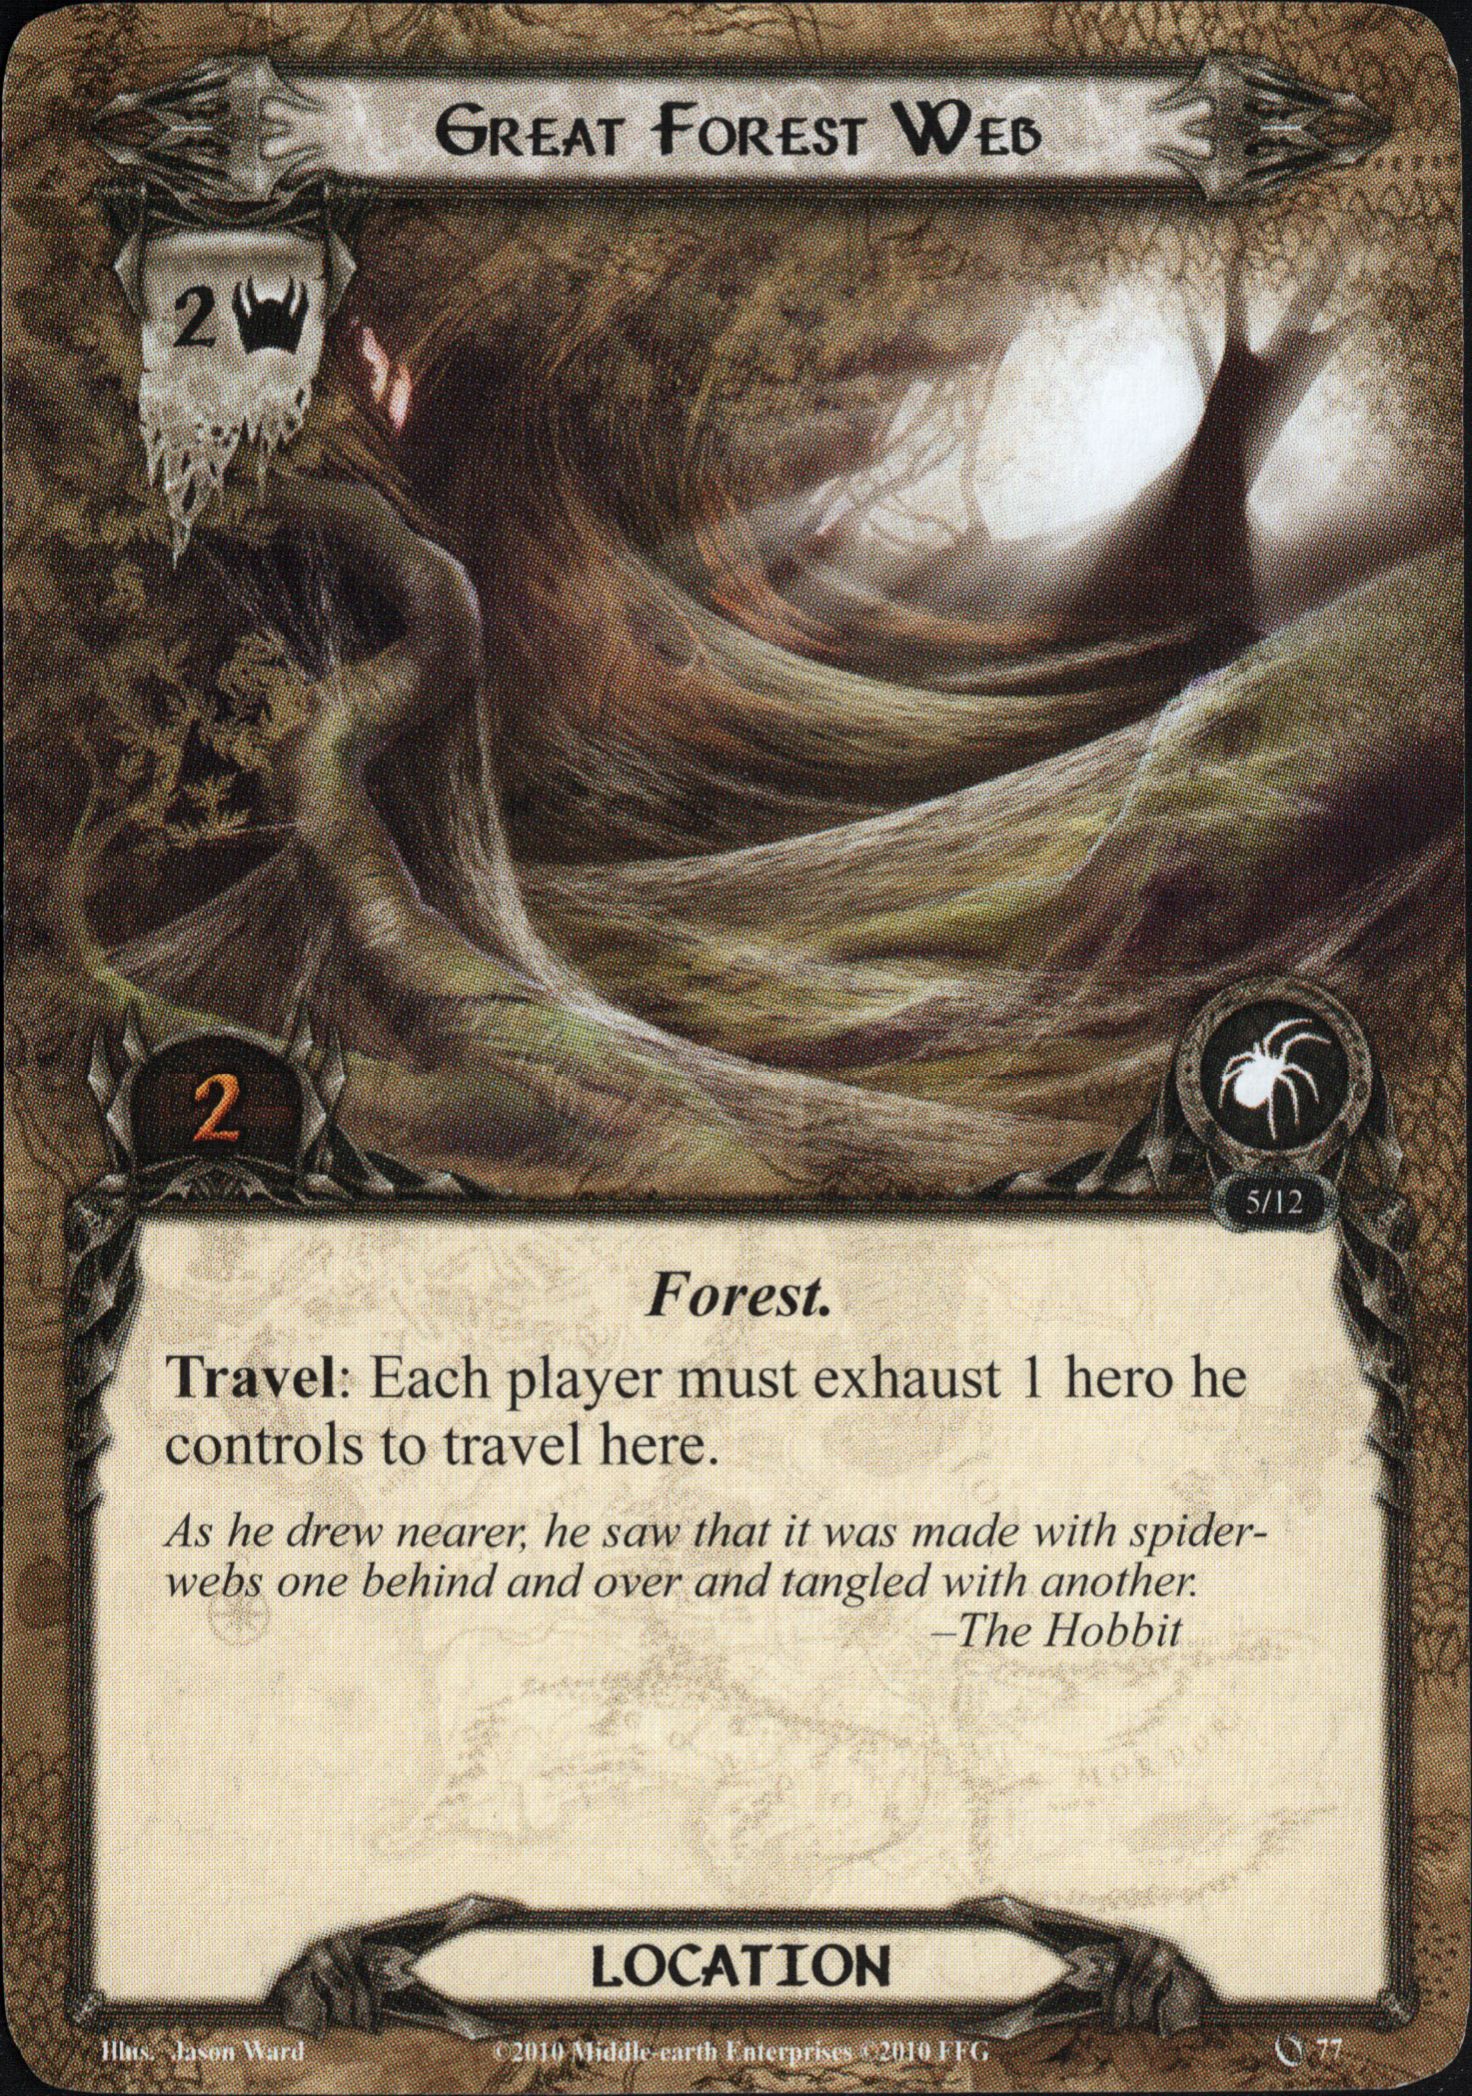 Great Forest Web
2
2
5/12
Forest.
Travel: Each player must exhaust 1 hero he
controls to travel here.
As he drew nearer, he saw that it was made with spider-
webs one behind and over and tangled with another.
–The Hobbit
MORDOR
LOCATION
Illus. Jason Ward
©2010 Middle-earth Enterprises ©2010 FFG
77